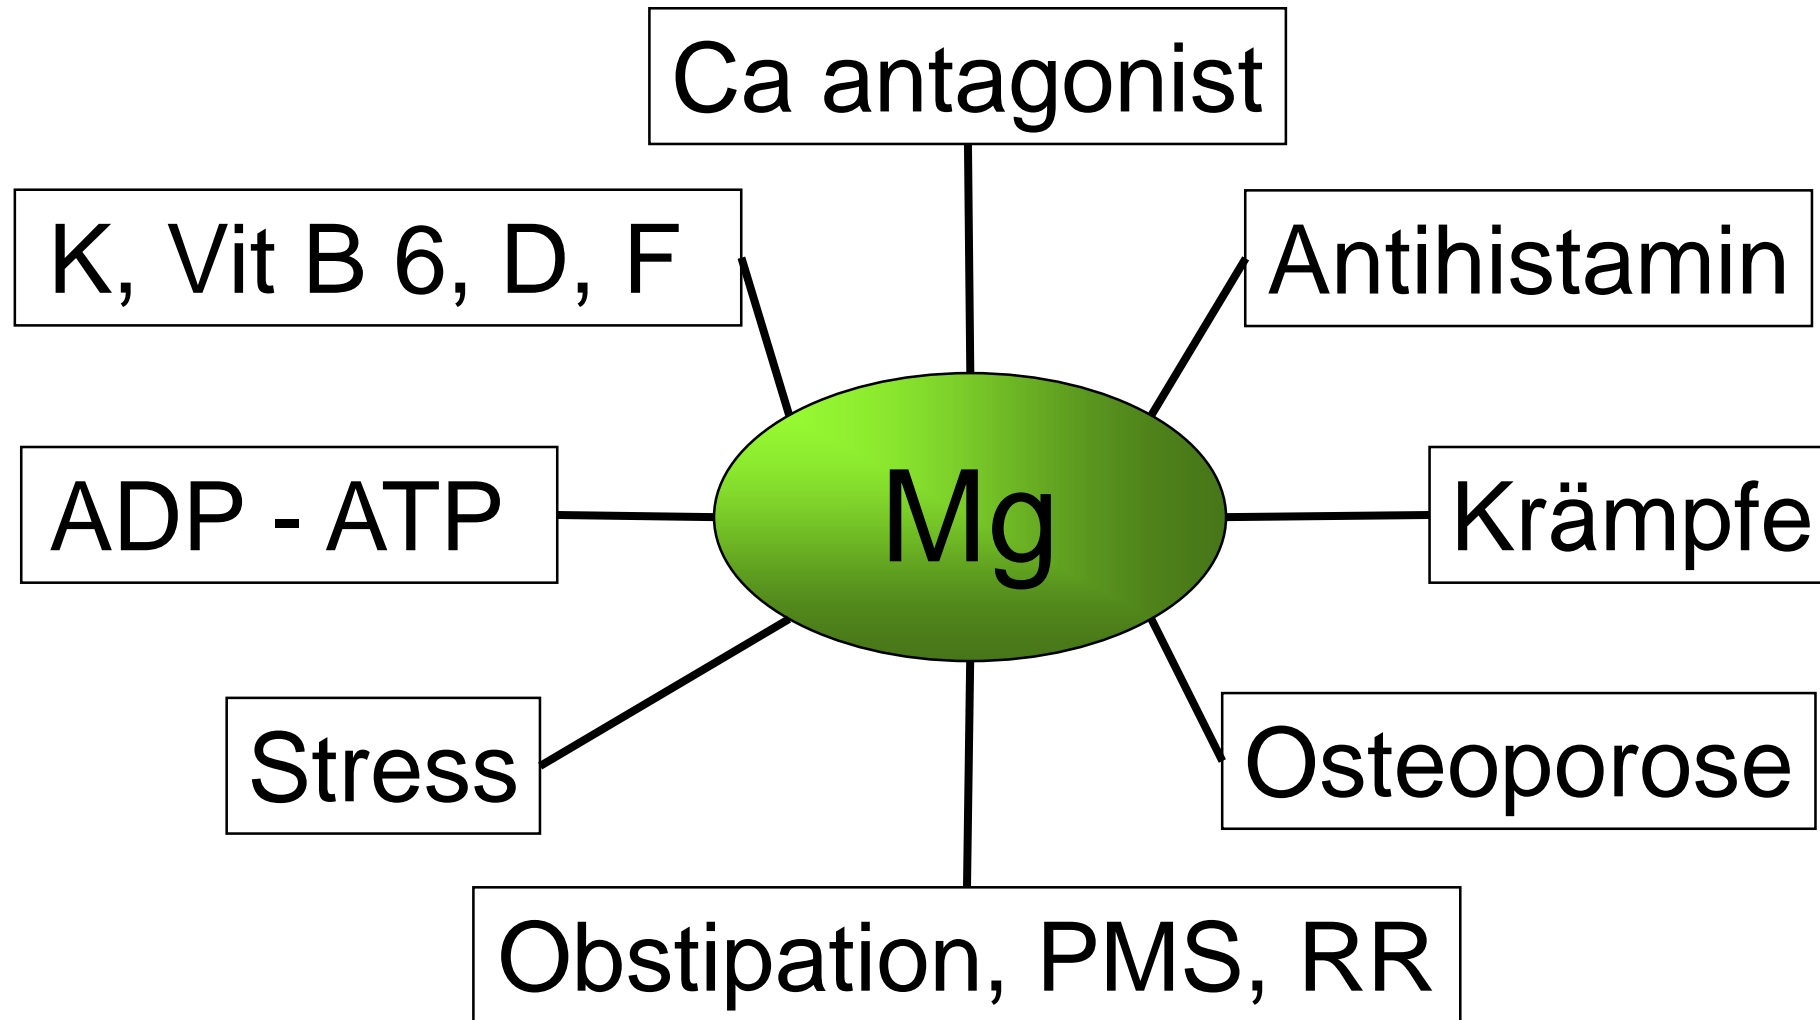 Ca antagonist
K, Vit B 6, D, F
Antihistamin
ADP - ATP
Mg
Krämpfe
Stress
Osteoporose
Obstipation, PMS, RR